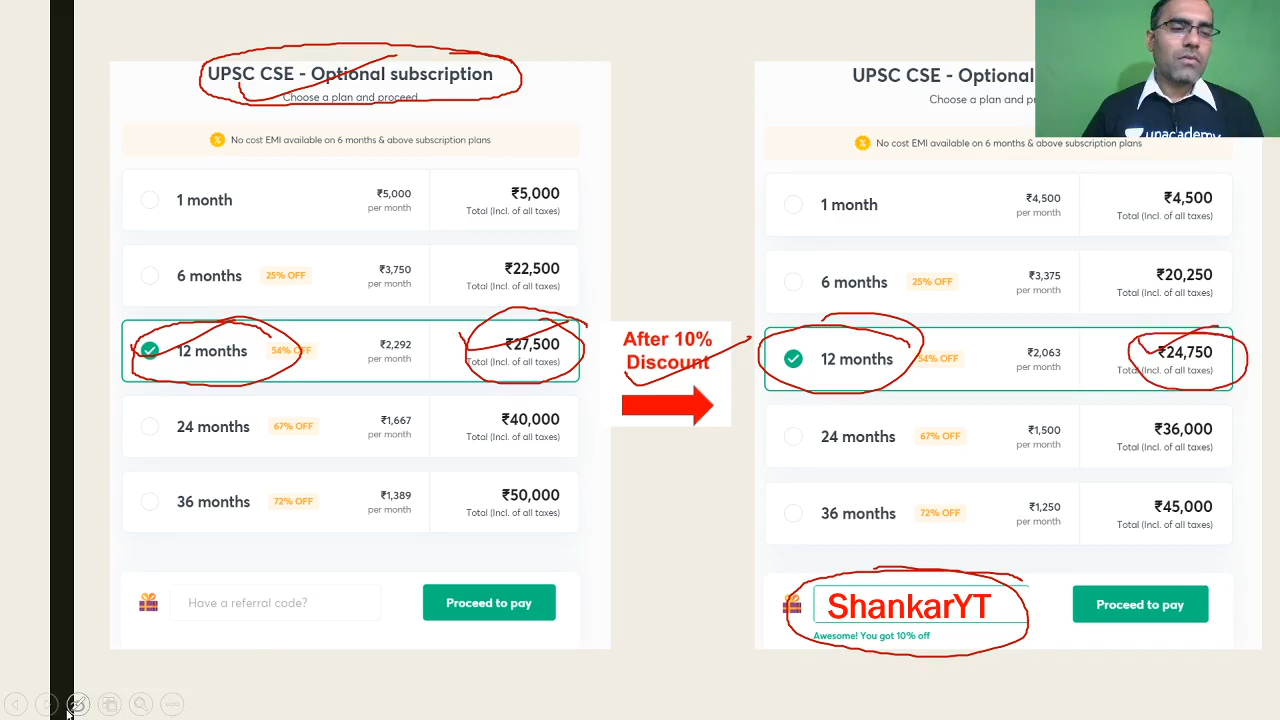 UPSC CSE - Optional subscription
Choose a plan and proceed
No cost EMI available on 6 months & above subscription plans
1 month
₹5,000
per month
₹5,000
Total (Incl. of all taxes)
6 months
25% OFF
₹3,750
per month
₹22,500
Total (Incl. of all taxes)
12 months
54% OFF
₹2,292
per month
₹27,500
Total (Incl. of all taxes)
24 months
67% OFF
₹1,667
per month
₹40,000
Total (Incl. of all taxes)
36 months
72% OFF
₹1,389
per month
₹50,000
Total (Incl. of all taxes)
Have a referral code?
Proceed to pay
After 10%
Discount
UPSC CSE - Optional
Choose a plan and
No cost EMI available on 6 months & above subscription plans
unacademy
1 month
₹4,500
per month
₹4,500
Total (Incl. of all taxes)
6 months
25% OFF
₹3,375
per month
₹20,250
Total (Incl. of all taxes)
12 months
54% OFF
₹2,063
per month
₹24,750
Total (Incl. of all taxes)
24 months
67% OFF
₹1,500
per month
₹36,000
Total (Incl. of all taxes)
36 months
72% OFF
₹1,250
per month
₹45,000
Total (Incl. of all taxes)
ShankarYT
Awesome! You got 10% off
Proceed to pay